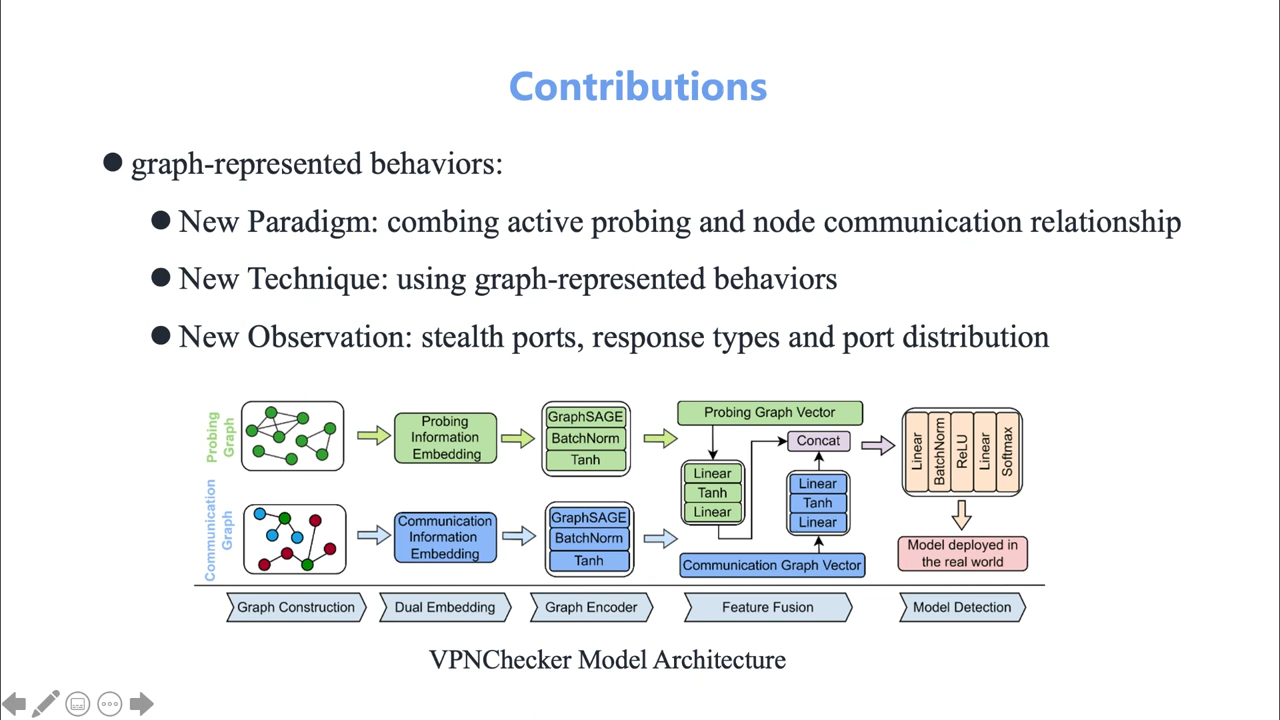 Contributions
graph-represented behaviors:
New Paradigm: combing active probing and node communication relationship
New Technique: using graph-represented behaviors
New Observation: stealth ports, response types and port distribution
Probing
Graph
Probing
Information
Embedding
GraphSAGE
BatchNorm
Tanh
Probing Graph Vector
Linear
Tanh
Linear
Concat
Linear
Tanh
Linear
Communication Graph Vector
Linear
BatchNorm
ReLU
Linear
Softmax
Model deployed in
the real world
Communication
Graph
Communication
Information
Embedding
GraphSAGE
BatchNorm
Tanh
Graph Construction
Dual Embedding
Graph Encoder
Feature Fusion
Model Detection
VPNChecker Model Architecture